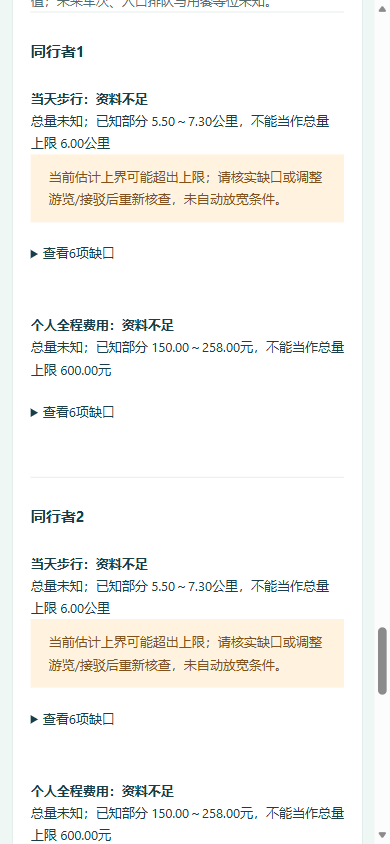 值；未来车次、入口排队与用餐等位未知。
同行者1
当天步行：资料不足
总量未知；已知部分 5.50～7.30公里，不能当作总量
上限 6.00公里
当前估计上界可能超出上限；请核实缺口或调整
游览/接驳后重新核查，未自动放宽条件。
▶ 查看6项缺口
个人全程费用：资料不足
总量未知；已知部分 150.00～258.00元，不能当作总量
上限 600.00元
▶ 查看6项缺口
同行者2
当天步行：资料不足
总量未知；已知部分 5.50～7.30公里，不能当作总量
上限 6.00公里
当前估计上界可能超出上限；请核实缺口或调整
游览/接驳后重新核查，未自动放宽条件。
▶ 查看6项缺口
个人全程费用：资料不足
总量未知；已知部分 150.00～258.00元，不能当作总量
上限 600.00元